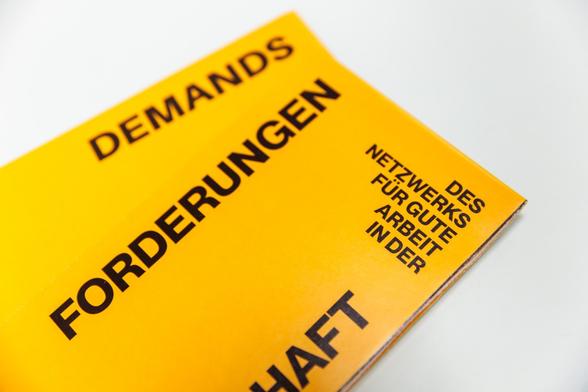 DEMANDS
FORDERUNGEN
DES
NETZWERKS
FÜR GUTE
ARBEIT
IN DER
HAFT